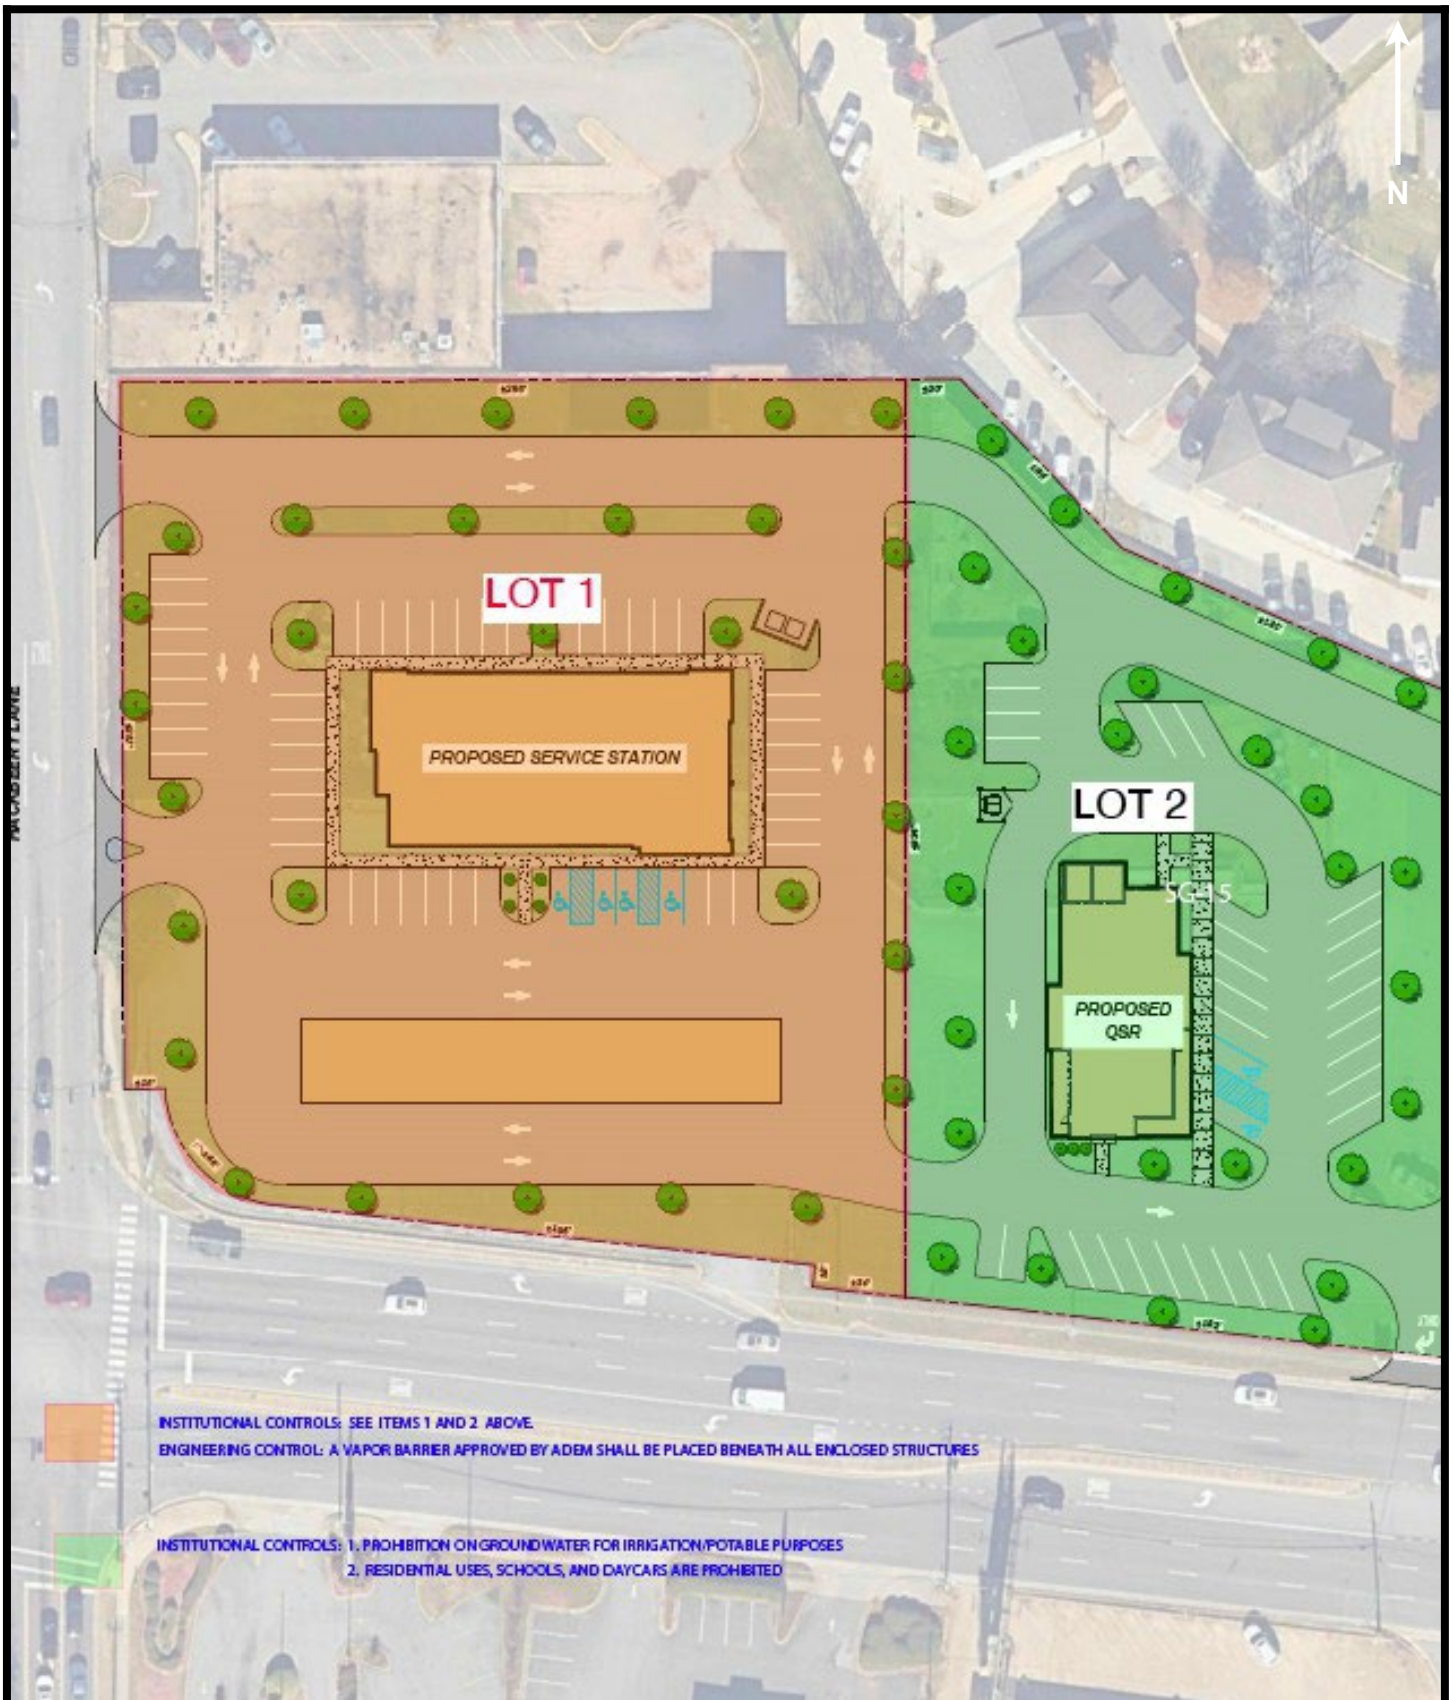 N
LOT 1
PROPOSED SERVICE STATION
LOT 2
SG-15
PROPOSED
QSR
INSTITUTIONAL CONTROLS: SEE ITEMS 1 AND 2 ABOVE.
ENGINEERING CONTROL: A VAPOR BARRIER APPROVED BY ADEM SHALL BE PLACED BENEATH ALL ENCLOSED STRUCTURES
INSTITUTIONAL CONTROLS: 1. PROHIBITION ON GROUNDWATER FOR IRRIGATION/POTABLE PURPOSES
2. RESIDENTIAL USES, SCHOOLS, AND DAYCARS ARE PROHIBITED